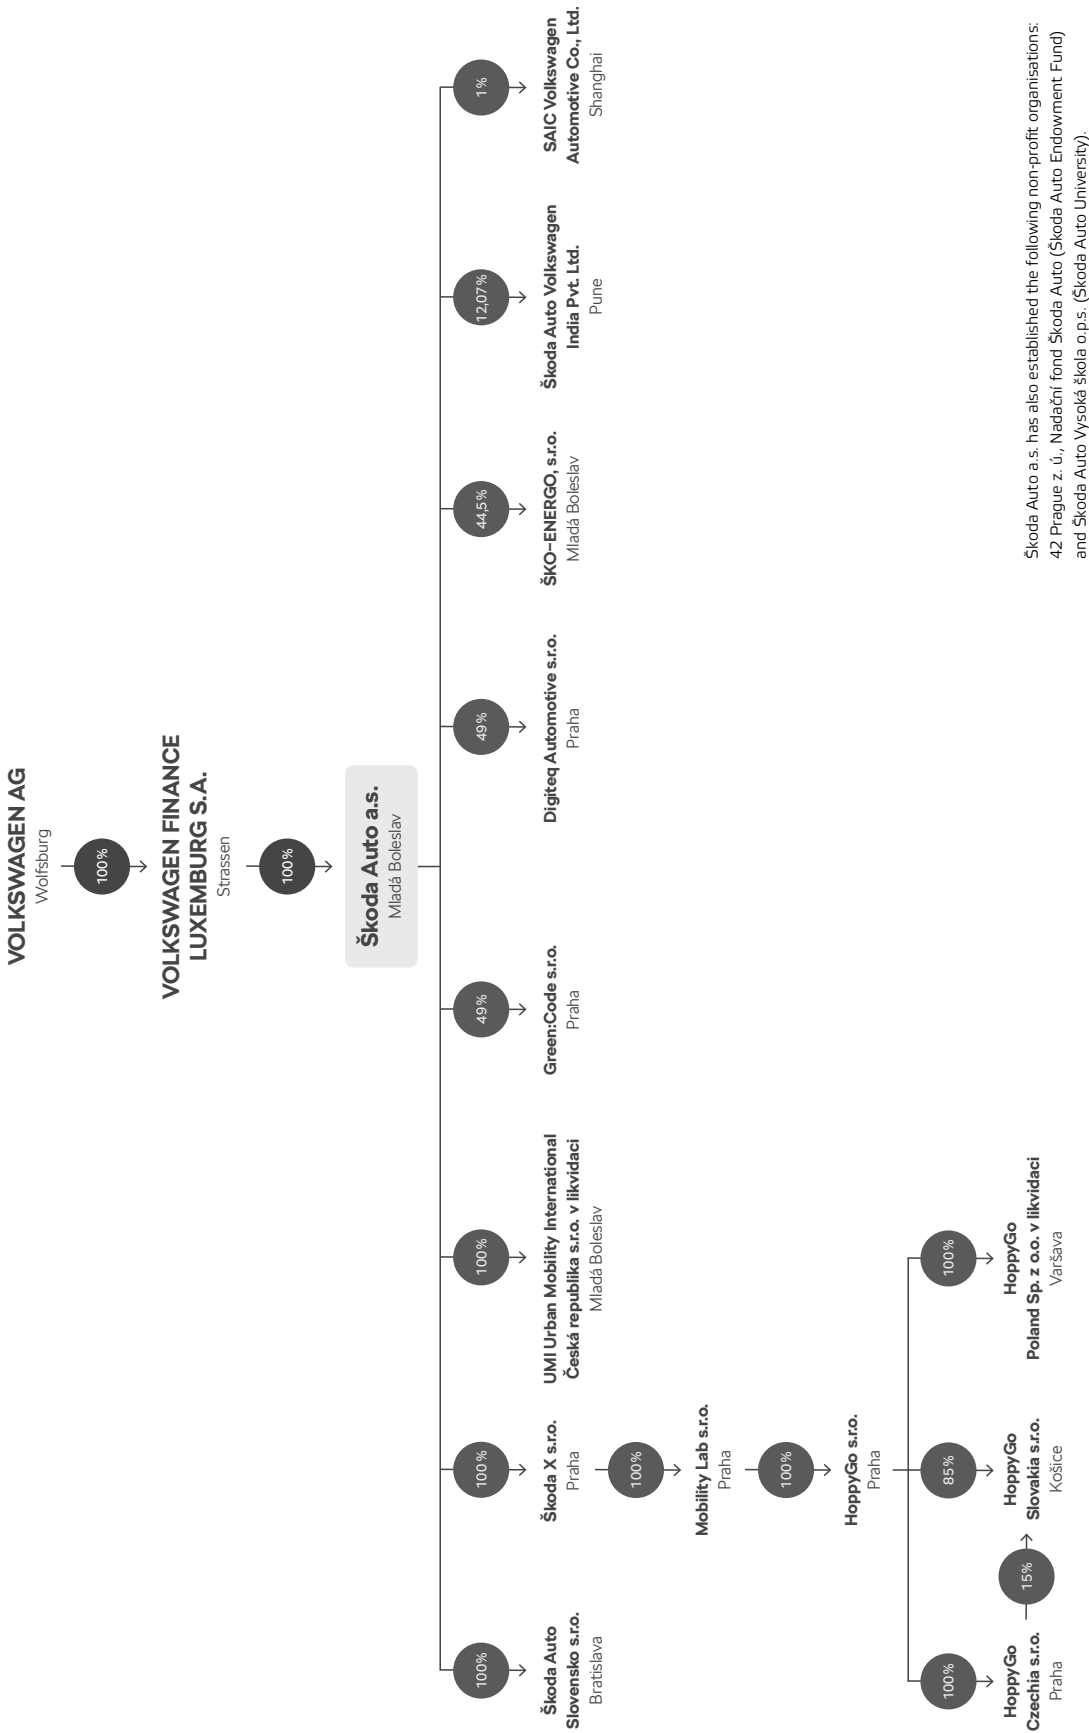 VOLKSWAGEN AG
Wolfsburg
100%
VOLKSWAGEN FINANCE
LUXEMBURG S.A.
Strassen
100%
Škoda Auto a.s.
Mladá Boleslav
100%
Škoda Auto
Slovensko s.r.o.
Bratislava
100%
Škoda X s.r.o.
Praha
100%
UMI Urban Mobility International
Česká republika s.r.o. v likvidaci
Mladá Boleslav
49%
Green:Code s.r.o.
Praha
49%
Digiteq Automotive s.r.o.
Praha
44,5%
ŠKO-ENERGO, s.r.o.
Mladá Boleslav
12,07%
Škoda Auto Volkswagen
India Pvt. Ltd.
Pune
1%
SAIC Volkswagen
Automotive Co., Ltd.
Shanghai
100%
Mobility Lab s.r.o.
Praha
100%
HoppyGo s.r.o.
Praha
100%
HoppyGo
Czechia s.r.o.
Praha
15%
85%
HoppyGo
Slovakia s.r.o.
Košice
100%
HoppyGo
Poland Sp. z o.o. v likvidaci
Varšava
Škoda Auto a.s. has also established the following non-profit organisations:
42 Prague z. ú., Nadační fond Škoda Auto (Škoda Auto Endowment Fund)
and Škoda Auto Vysoká škola o.p.s. (Škoda Auto University).